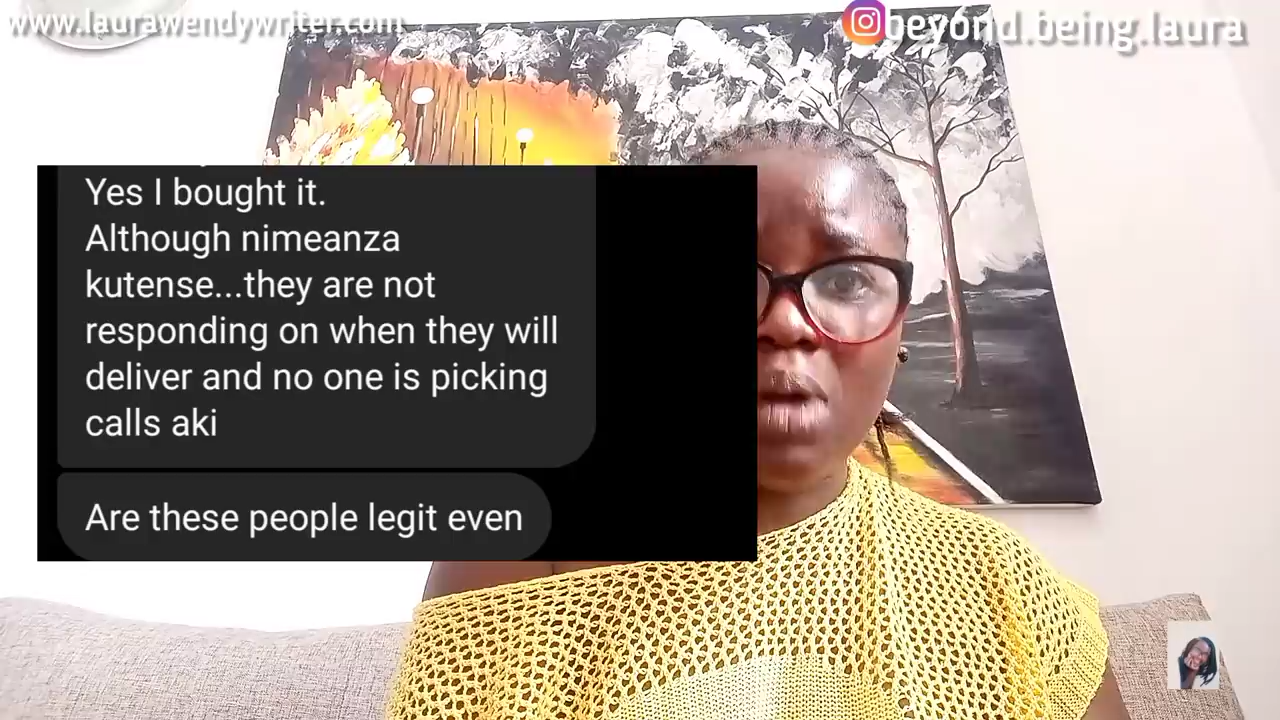 www.laurawendywriter.com
beyond.being.laura
Yes I bought it.
Although nimeanza
kutense...they are not
responding on when they will
deliver and no one is picking
calls aki
Are these people legit even